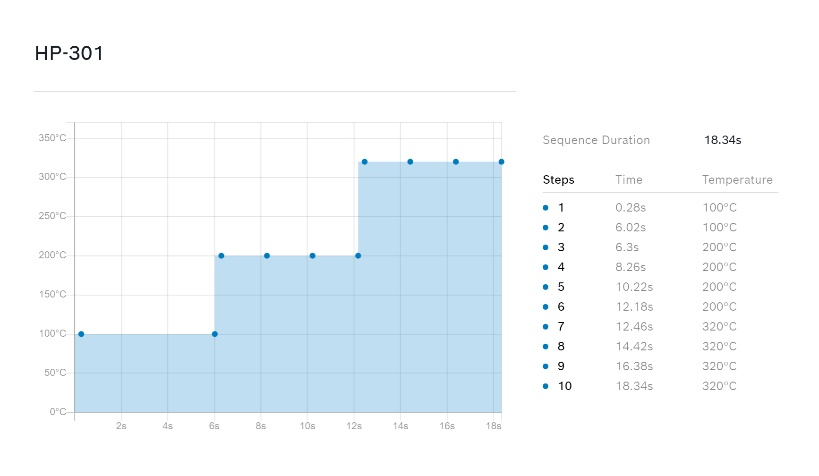 HP-301
350°C
300°C
250°C
200°C
150°C
100°C
50°C
0°C
2s 4s 6s 8s 10s 12s 14s 16s 18s
Sequence Duration 18.34s
Steps Time Temperature
1 0.28s 100°C
2 6.02s 100°C
3 6.3s 200°C
4 8.26s 200°C
5 10.22s 200°C
6 12.18s 200°C
7 12.46s 320°C
8 14.42s 320°C
9 16.38s 320°C
10 18.34s 320°C